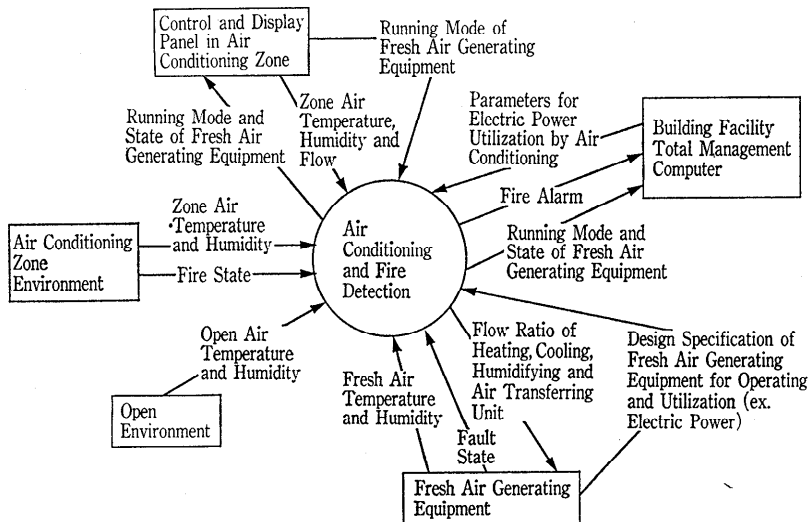 Control and Display
Panel in Air
Conditioning Zone
Running Mode of
Fresh Air Generating
Equipment
Running Mode and
State of Fresh Air
Generating Equipment
Zone Air
Temperature,
Humidity and
Flow
Parameters for
Electric Power
Utilization by Air
Conditioning
Building Facility
Total Management
Computer
Fire Alarm
Zone Air
Temperature
and Humidity
Air Conditioning
Zone
Environment
Fire State
Air
Conditioning
and Fire
Detection
Running Mode and
State of Fresh Air
Generating Equipment
Open Air
Temperature
and Humidity
Open
Environment
Fresh Air
Temperature
and Humidity
Fault
State
Flow Ratio of
Heating, Cooling,
Humidifying and
Air Transferring
Unit
Design Specification of
Fresh Air Generating
Equipment for Operating
and Utilization (ex.
Electric Power)
Fresh Air Generating
Equipment